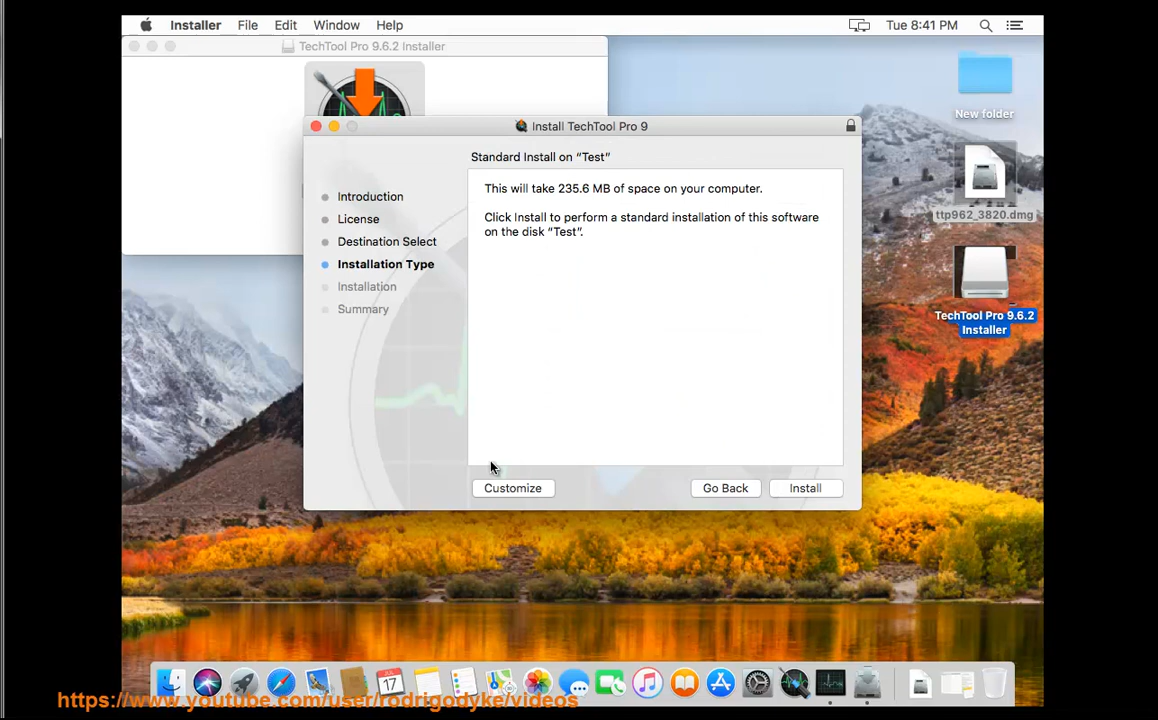 Installer File Edit Window Help Tue 8:41 PM
TechTool Pro 9.6.2 Installer
New folder
Install TechTool Pro 9
Standard Install on “Test”
This will take 235.6 MB of space on your computer.
Click Install to perform a standard installation of this software
on the disk “Test”.
Introduction
License
Destination Select
Installation Type
Installation
Summary
Customize Go Back Install
ttp962_3820.dmg
TechTool Pro 9.6.2
Installer
17
https://www.youtube.com/user/rodrigodyke/videos